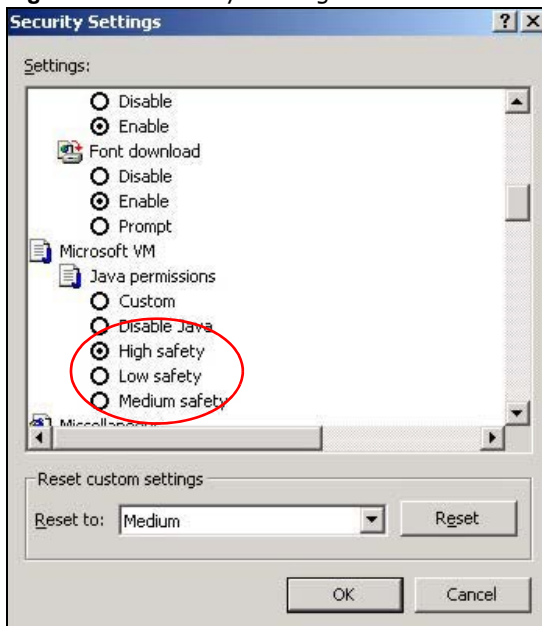 Security Settings
Settings:
Disable
Enable
Font download
Disable
Enable
Prompt
Microsoft VM
Java permissions
Custom
Disable Java
High safety
Low safety
Medium safety
Miscellaneous
Reset custom settings
Reset to: Medium Reset
OK Cancel